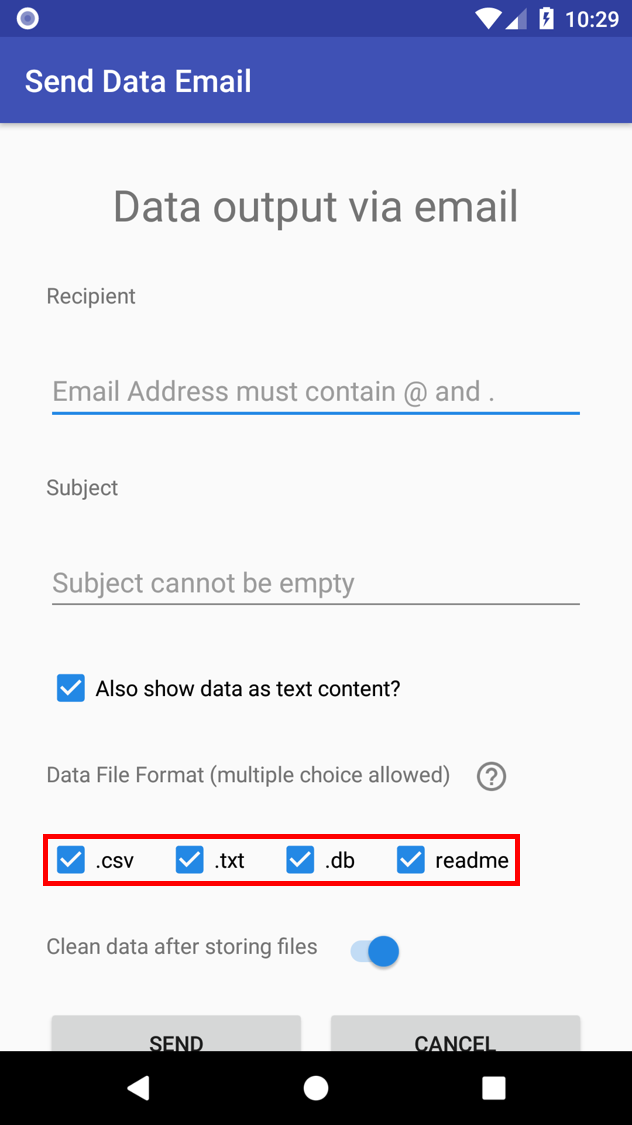 10:29
Send Data Email
Data output via email
Recipient
Email Address must contain @ and .
Subject
Subject cannot be empty
Also show data as text content?
Data File Format (multiple choice allowed) ?
.csv .txt .db readme
Clean data after storing files
SEND CANCEL